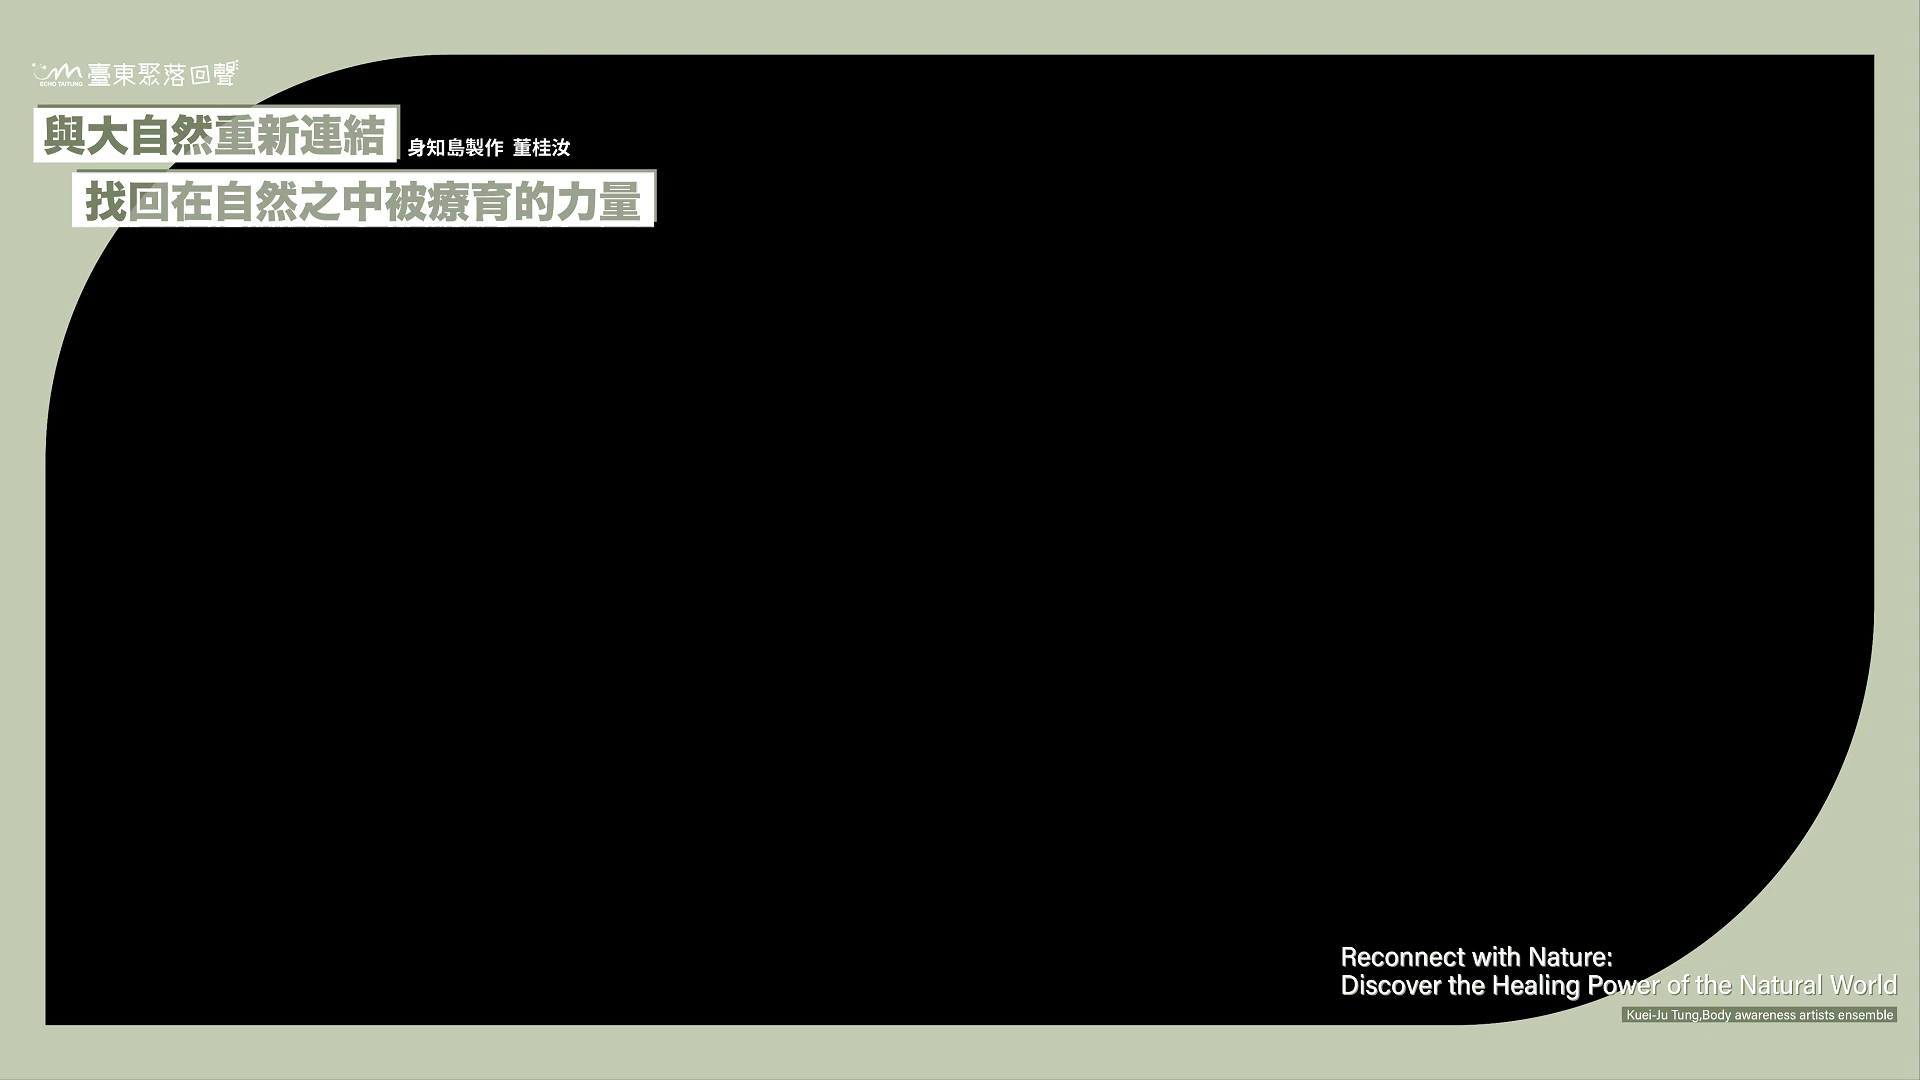 臺東聚落回聲
ECHO TAITUNG
與大自然重新連結
身知島製作 董桂汝
找回在自然之中被療育的力量
Reconnect with Nature:
Discover the Healing Power of the Natural World
Kuei-Ju Tung,Body awareness artists ensemble